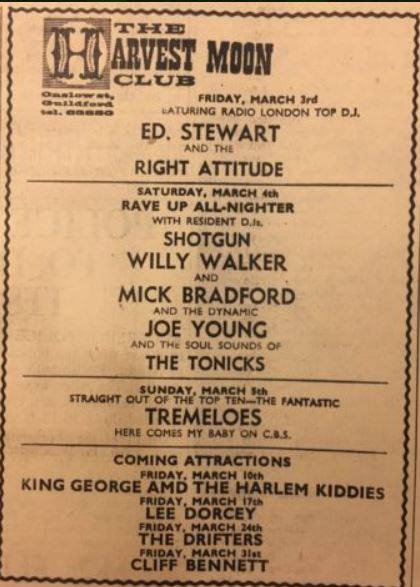 THE
HARVEST MOON
CLUB
Onslow st,
Guildford
tel. 63880
FRIDAY, MARCH 3rd
EATURING RADIO LONDON TOP D.J.
ED. STEWART
AND THE
RIGHT ATTITUDE
SATURDAY, MARCH 4th
RAVE UP ALL-NIGHTER
WITH RESIDENT D.Js.
SHOTGUN
WILLY WALKER
AND
MICK BRADFORD
AND THE DYNAMIC
JOE YOUNG
AND THE SOUL SOUNDS OF
THE TONICKS
SUNDAY, MARCH 5th
STRAIGHT OUT OF THE TOP TEN—THE FANTASTIC
TREMELOES
HERE COMES MY BABY ON C.B.S.
COMING ATTRACTIONS
FRIDAY, MARCH 10th
KING GEORGE AMD THE HARLEM KIDDIES
FRIDAY, MARCH 17th
LEE DORCEY
FRIDAY, MARCH 24th
THE DRIFTERS
FRIDAY, MARCH 31st
CLIFF BENNETT